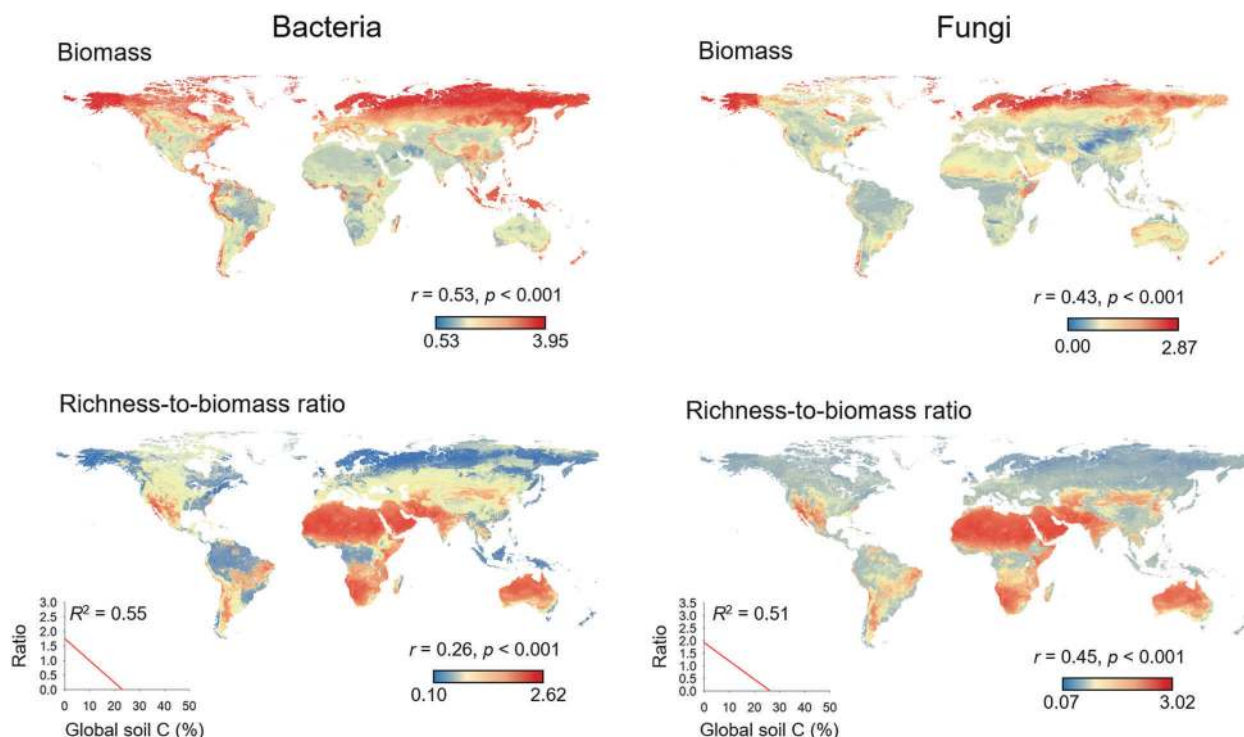 Bacteria
Biomass
r = 0.53, p < 0.001
0.53 3.95
Fungi
Biomass
r = 0.43, p < 0.001
0.00 2.87
Richness-to-biomass ratio
R² = 0.55
Ratio
3.0
2.5
2.0
1.5
1.0
0.5
0.0
0 10 20 30 40 50
Global soil C (%)
r = 0.26, p < 0.001
0.10 2.62
Richness-to-biomass ratio
R² = 0.51
Ratio
3.5
3.0
2.5
2.0
1.5
1.0
0.5
0.0
0 10 20 30 40 50
Global soil C (%)
r = 0.45, p < 0.001
0.07 3.02